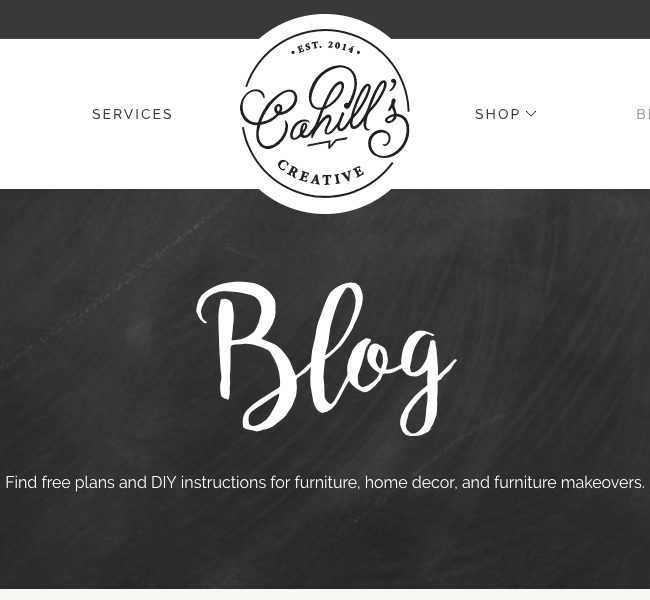 • EST. 2014 •
Cahill's
CREATIVE
SERVICES
SHOP
Blog
Find free plans and DIY instructions for furniture, home decor, and furniture makeovers.